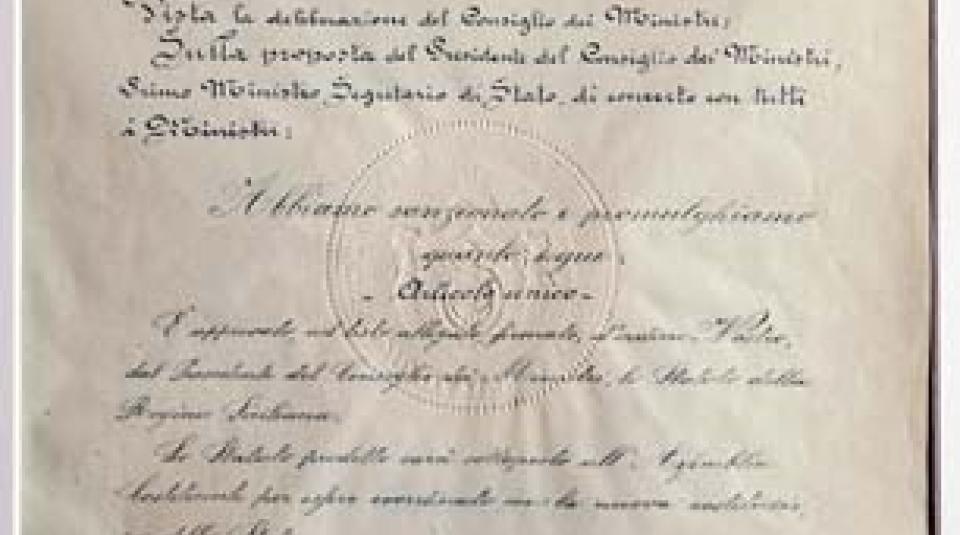 Vista la deliberazione del Consiglio dei Ministri;
Sulla proposta del Presidente del Consiglio dei Ministri,
Primo Ministro, Segretario di Stato, di concerto con tutti
i Ministri;
Abbiamo sanzionato e promulghiamo
quanto segue:
- Articolo unico -
È approvato, nel testo allegato, firmato, d'ordine Nostro,
dal Presidente del Consiglio dei Ministri, lo Statuto della
Regione Siciliana.
Lo Statuto predetto sarà sottoposto all'Assemblea
Costituente per essere coordinato con la nuova costituzione
dello Stato